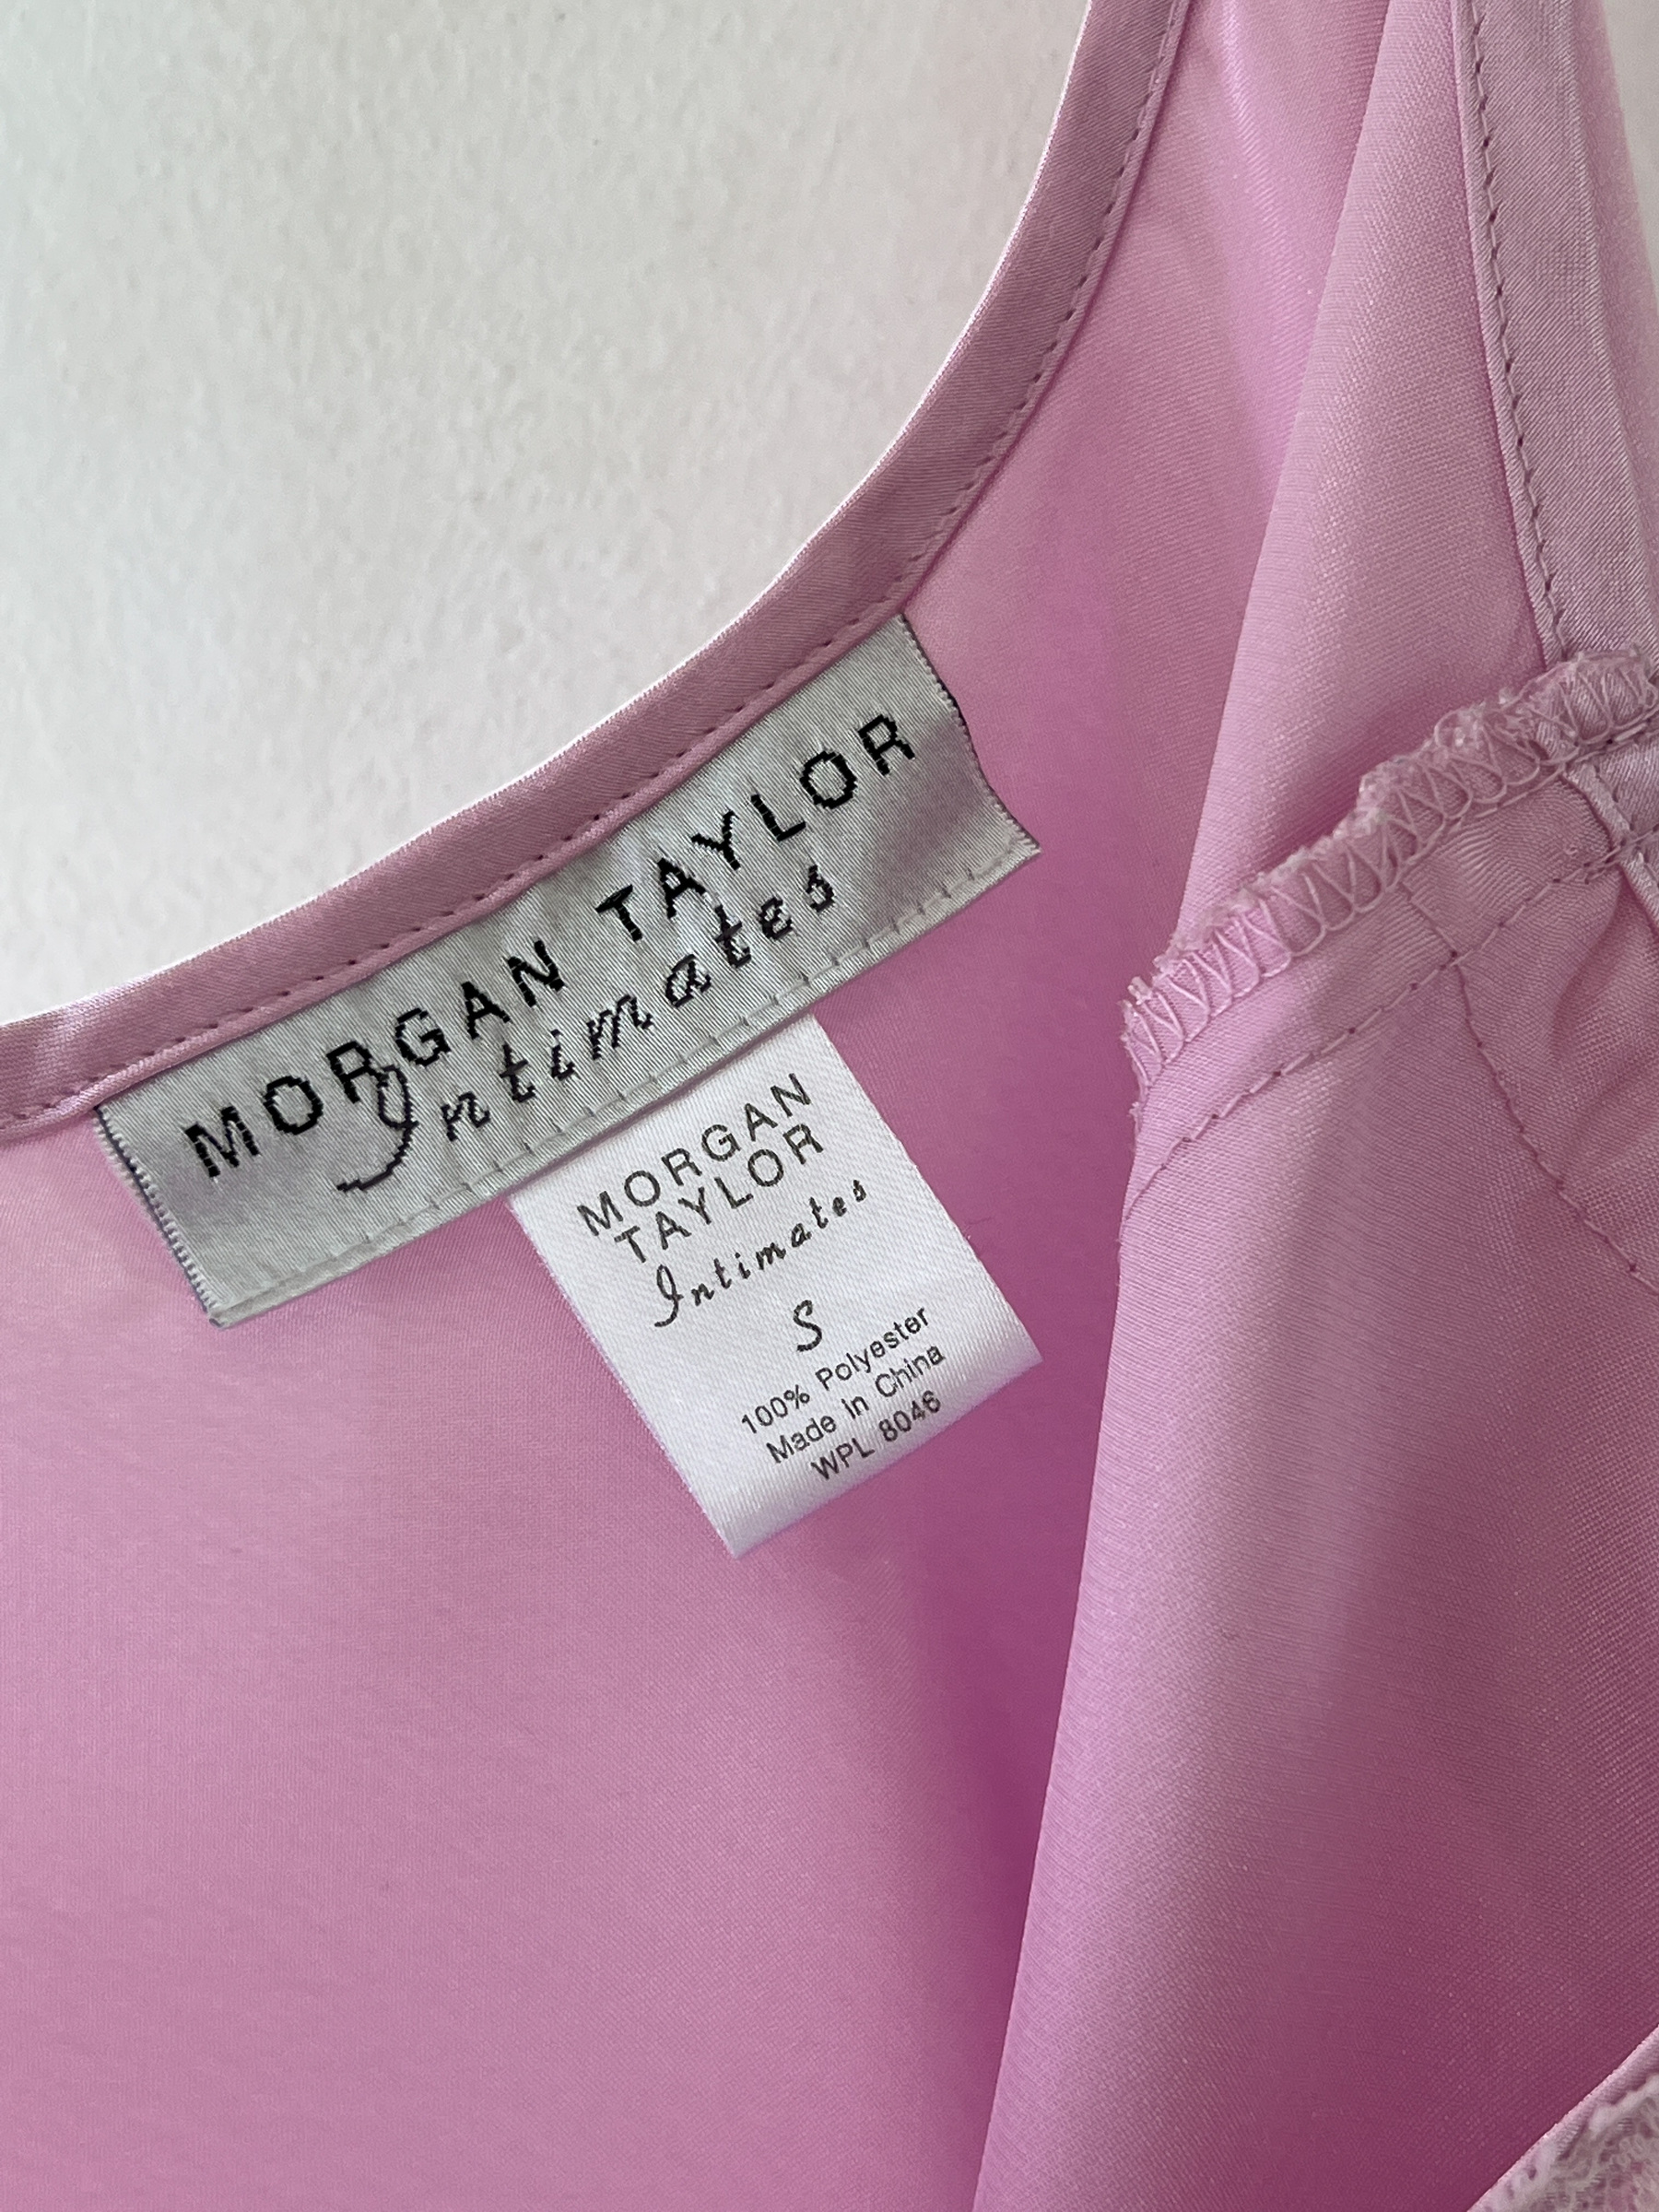 MORGAN TAYLOR
Intimates
MORGAN
TAYLOR
Intimates
S
100% Polyester
Made in China
WPL 8046